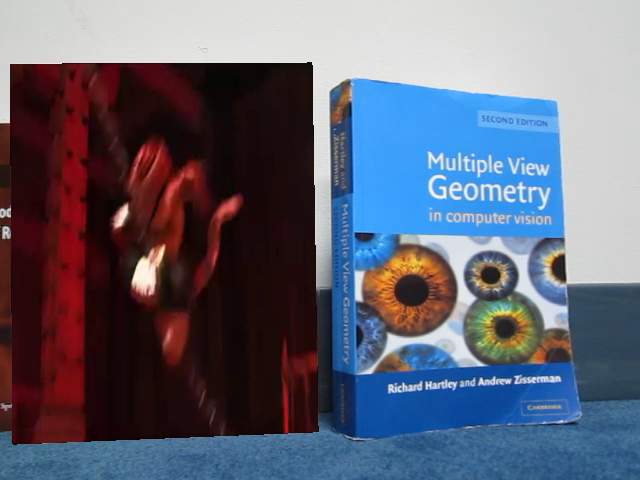 SECOND EDITION
Multiple View
Geometry
in computer vision
Richard Hartley and Andrew Zisserman
CAMBRIDGE
Hartley and
Zisserman
Multiple View Geometry